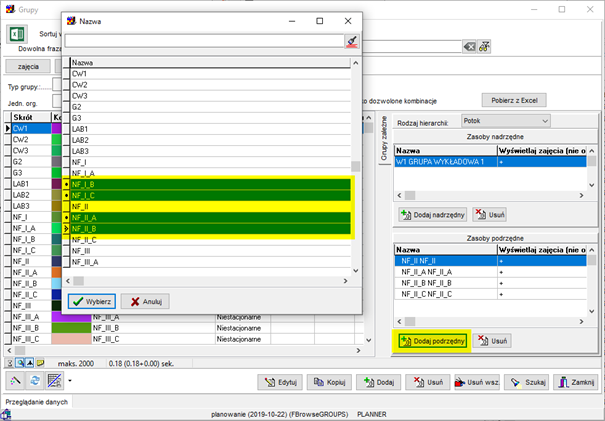 Grupy
Sortuj w
Dowolna fraza
zajęcia
Typ grupy:.....
Jedn. org.
ko dozwolone kombinacje
Pobierz z Excel
Skrót
CW1
CW2
CW3
G2
G3
LAB1
LAB2
LAB3
NF_I
NF_I_A
NF_I_B
NF_I_C
NF_II
NF_II_A
NF_II_B
NF_II_C
NF_III
NF_III_A NF_III_A Niestacjonarne
NF_III_B NF_III_B Niestacjonarne
NF_III_C NF_III_C Niestacjonarne
Nazwa
Nazwa
CW1
CW2
CW3
G2
G3
LAB1
LAB2
LAB3
NF_I
NF_I_A
NF_I_B
NF_I_C
NF_II
NF_II_A
NF_II_B
NF_II_C
NF_III
NF_III_A
Wybierz
Anuluj
Grupy zależne
Rodzaj hierarchii:
Potok
Zasoby nadrzędne
Nazwa Wyświetlaj zajęcia (nie o
W1 GRUPA WYKŁADOWA 1 +
Dodaj nadrzędny
Usuń
Zasoby podrzędne
Nazwa Wyświetlaj zajęcia (nie o
NF_II NF_II +
NF_II_A NF_II_A +
NF_II_B NF_II_B +
NF_II_C NF_II_C +
Dodaj podrzędny
Usuń
maks. 2000 0.18 (0.18+0.00) sek.
Edytuj
Kopiuj
Dodaj
Usuń
Usuń wsz.
Szukaj
Zamknij
Przeglądanie danych
planowanie (2019-10-22) (FBrowseGROUPS) PLANNER